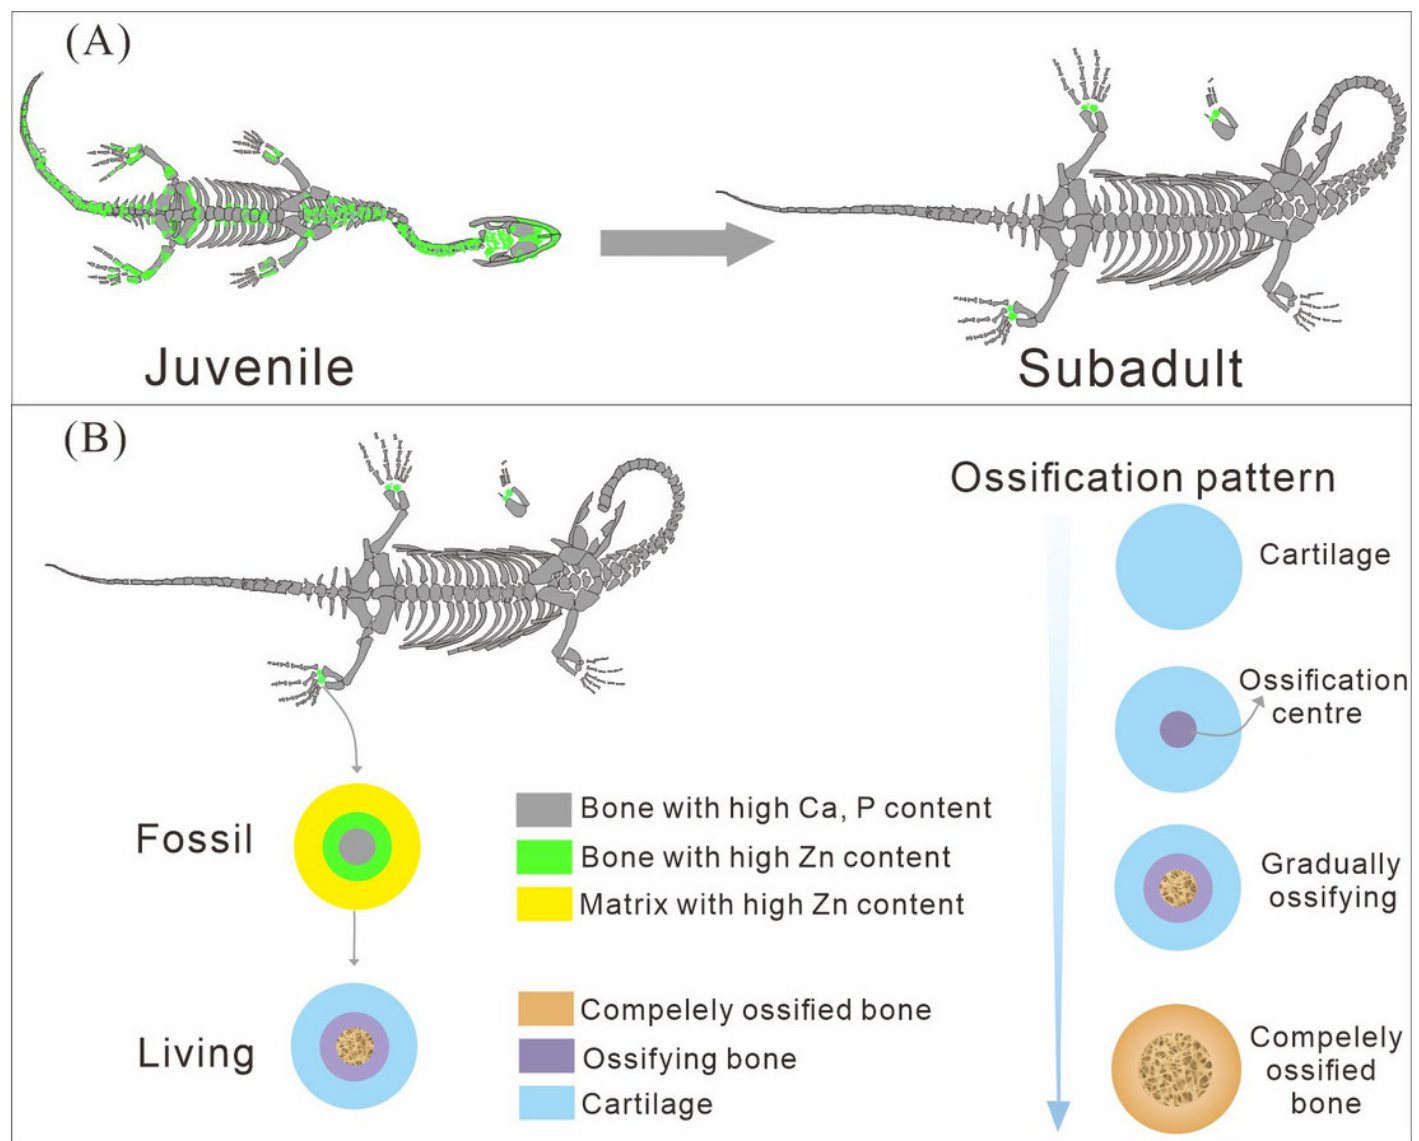 (A)
Juvenile
Subadult
(B)
Fossil
Living
Bone with high Ca, P content
Bone with high Zn content
Matrix with high Zn content
Compelely ossified bone
Ossifying bone
Cartilage
Ossification pattern
Cartilage
Ossification
centre
Gradually
ossifying
Compelely
ossified
bone